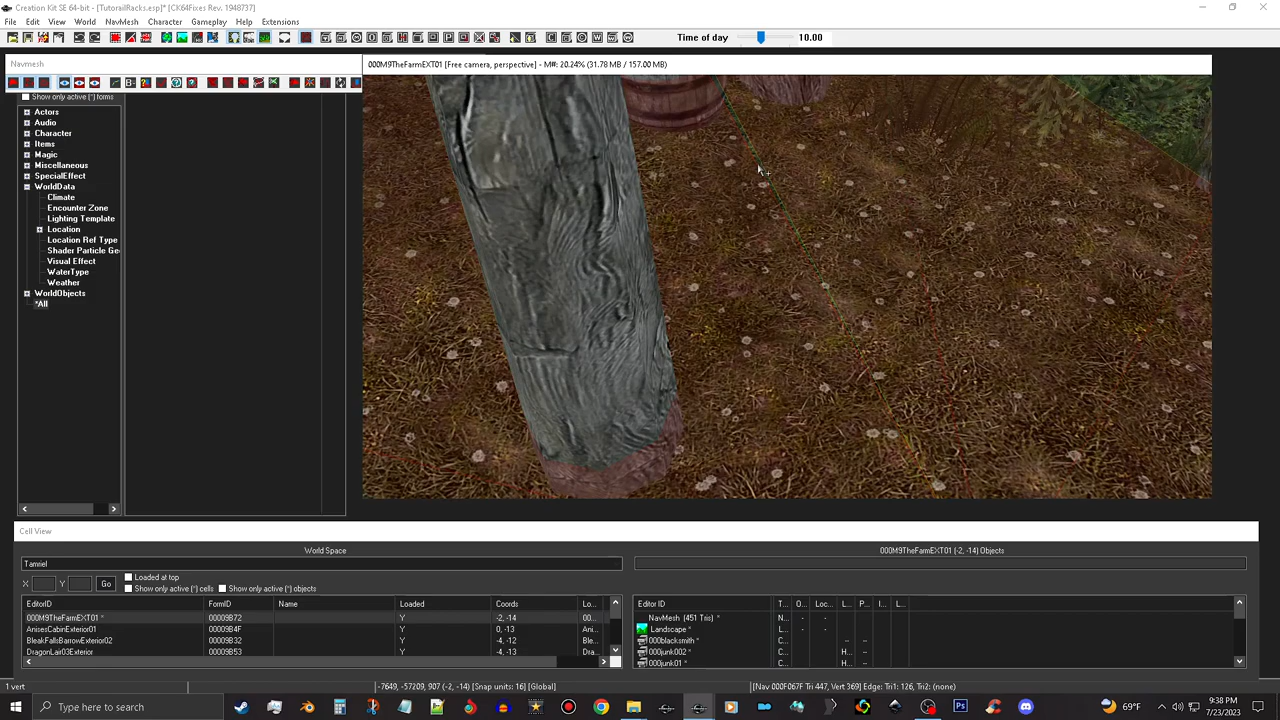 Creation Kit SE 64-bit - [TutorailRacks.esp]* [CK64Fixes Rev. 1948737]
File Edit View World NavMesh Character Gameplay Help Extensions
Time of day 10.00
Navmesh
000M9TheFarmEXT01 [Free camera, perspective] - M#: 20.24% (31.78 MB / 157.00 MB)
Show only active (*) forms
Actors
Audio
Character
Items
Magic
Miscellaneous
SpecialEffect
WorldData
Climate
Encounter Zone
Lighting Template
Location
Location Ref Type
Shader Particle Ge
Visual Effect
WaterType
Weather
WorldObjects
*All
Cell View
World Space 000M9TheFarmEXT01 (-2, -14) Objects
Tamriel
X Y Go Loaded at top
Show only active (*) cells Show only active (*) objects
EditorID FormID Name Loaded Coords Lo... Editor ID T... O... Loc... L... P... I... L...
000M9TheFarmEXT01 * 00009B72 Y -2, -14 00... NavMesh (451 Tris) * N... - -
AnisesCabinExterior01 00009B4F Y 0, -13 Ani... Landscape * L... - -
BleakFallsBarrowExterior02 00009B32 Y -4, -12 Ble... 000blacksmith * C... -- --
DragonLair03Exterior 00009B53 Y -4, -13 Dra... 000junk002 * C... H... --
000junk01 * C... H...
1 vert -7649, -57209, 907 (-2, -14) [Snap units: 16] [Global] [Nav 000F067F Tri 447, Vert 369] Edge: Tri1: 126, Tri2: (none)
Type here to search 69°F 9:38 PM
7/23/2023